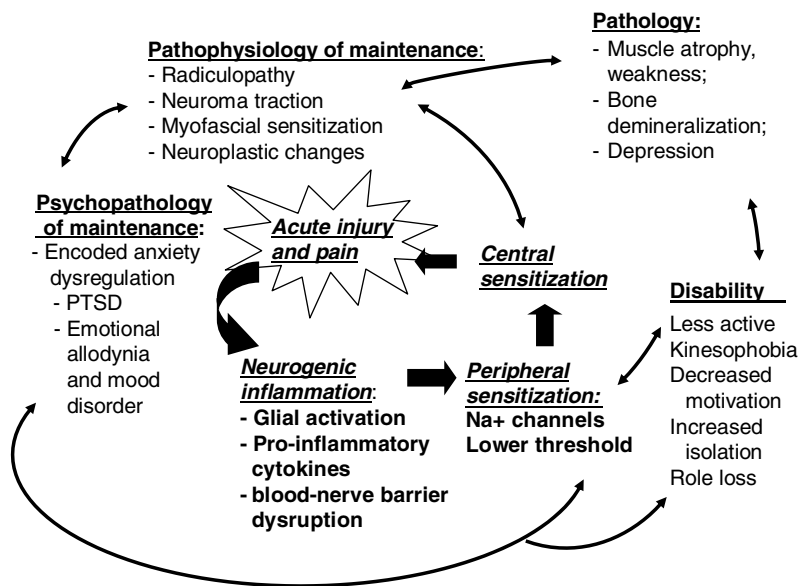 Pathophysiology of maintenance:
- Radiculopathy
- Neuroma traction
- Myofascial sensitization
- Neuroplastic changes
Pathology:
- Muscle atrophy,
weakness;
- Bone
demineralization;
- Depression
Psychopathology
of maintenance:
- Encoded anxiety
dysregulation
- PTSD
- Emotional
allodynia
and mood
disorder
Acute injury
and pain
Central
sensitization
Disability
Less active
Kinesophobia
Decreased
motivation
Increased
isolation
Role loss
Neurogenic
inflammation:
- Glial activation
- Pro-inflammatory
cytokines
- blood-nerve barrier
dysruption
Peripheral
sensitization:
Na+ channels
Lower threshold